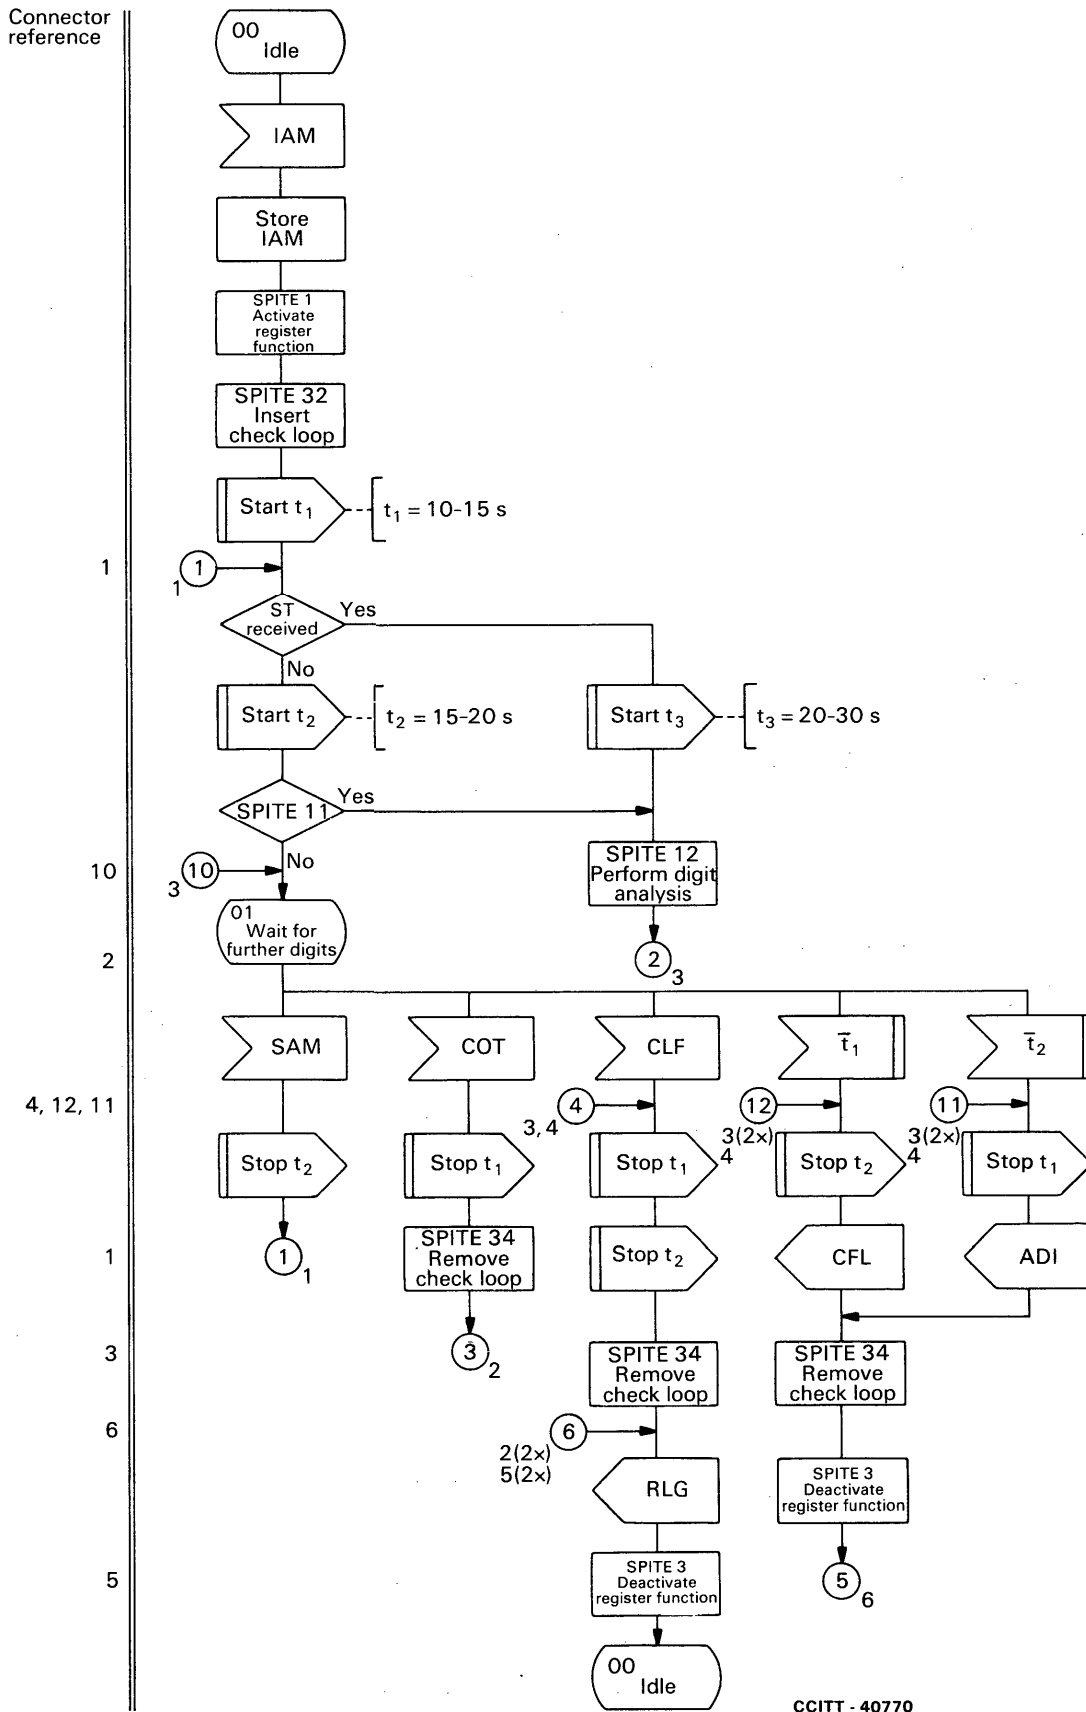 Connector
reference
00
Idle
IAM
Store
IAM
SPITE 1
Activate
register
function
SPITE 32
Insert
check loop
Start t1
t1 = 10-15 s
1
1
1
ST
received
Yes
No
Start t2
t2 = 15-20 s
Start t3
t3 = 20-30 s
SPITE 11
Yes
No
10
10
3
SPITE 12
Perform digit
analysis
01
Wait for
further digits
2
2
3
SAM
COT
CLF
t̅1
t̅2
4, 12, 11
4
3, 4
12
3(2x)
4
11
3(2x)
4
Stop t2
Stop t1
Stop t1
Stop t2
Stop t1
1
1
1
SPITE 34
Remove
check loop
Stop t2
CFL
ADI
3
3
2
SPITE 34
Remove
check loop
SPITE 34
Remove
check loop
6
6
2(2x)
5(2x)
RLG
SPITE 3
Deactivate
register function
5
SPITE 3
Deactivate
register function
5
6
00
Idle
CCITT - 40770